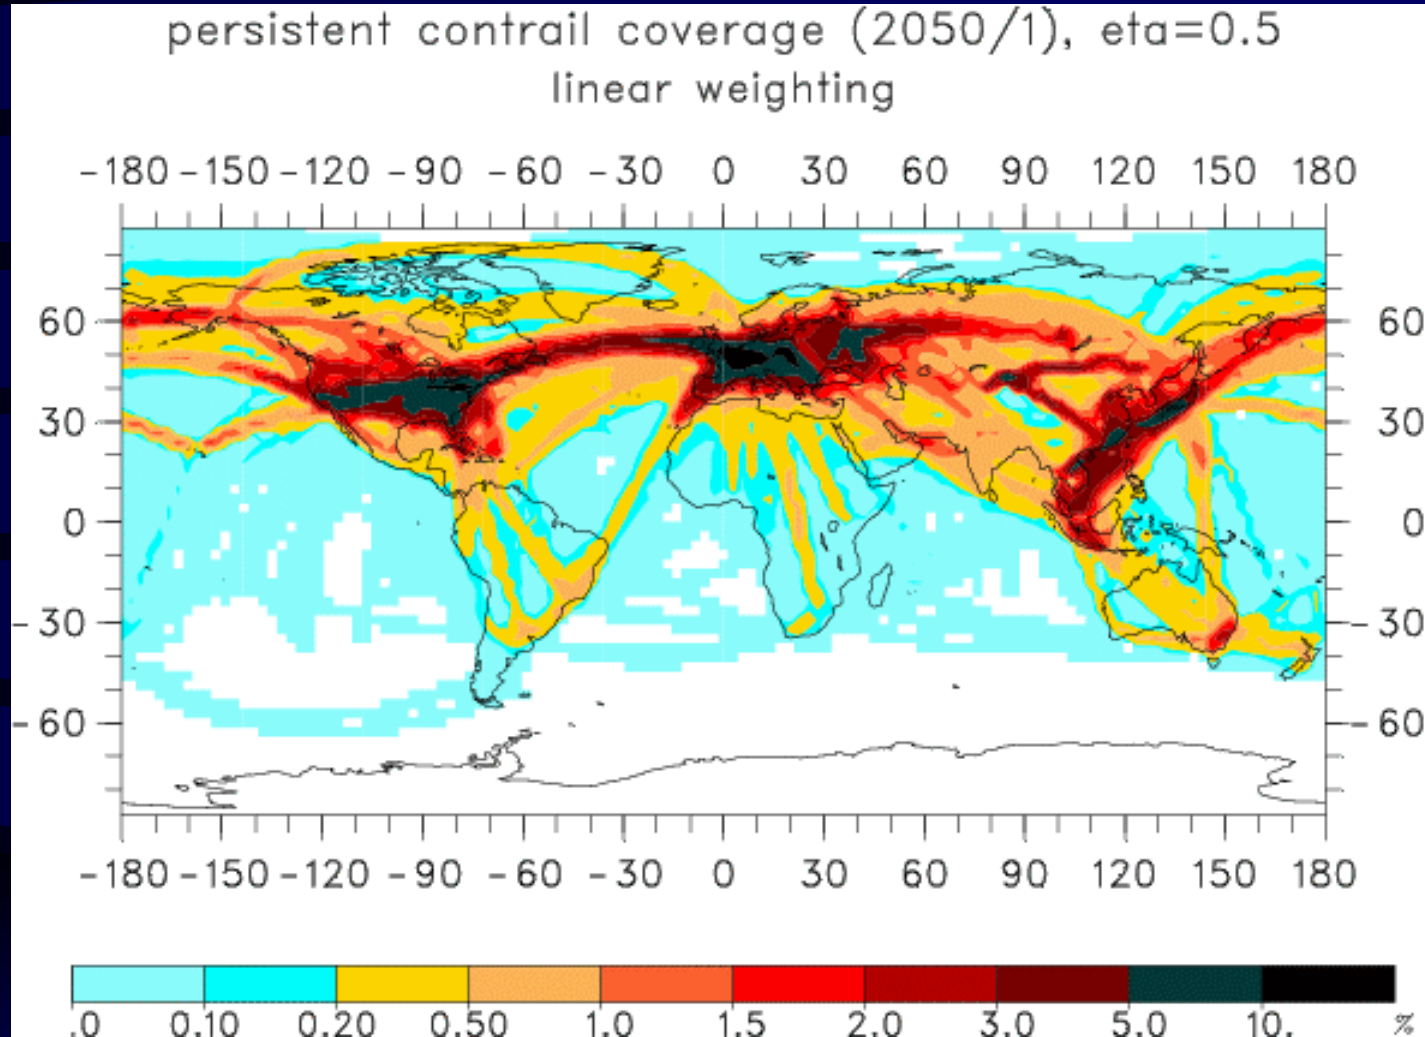 persistent contrail coverage (2050/1), eta=0.5
linear weighting
-180 -150 -120 -90 -60 -30 0 30 60 90 120 150 180
60 60
30 30
0 0
-30 -30
-60 -60
-180 -150 -120 -90 -60 -30 0 30 60 90 120 150 180
.0 0.10 0.20 0.50 1.0 1.5 2.0 3.0 5.0 10. %